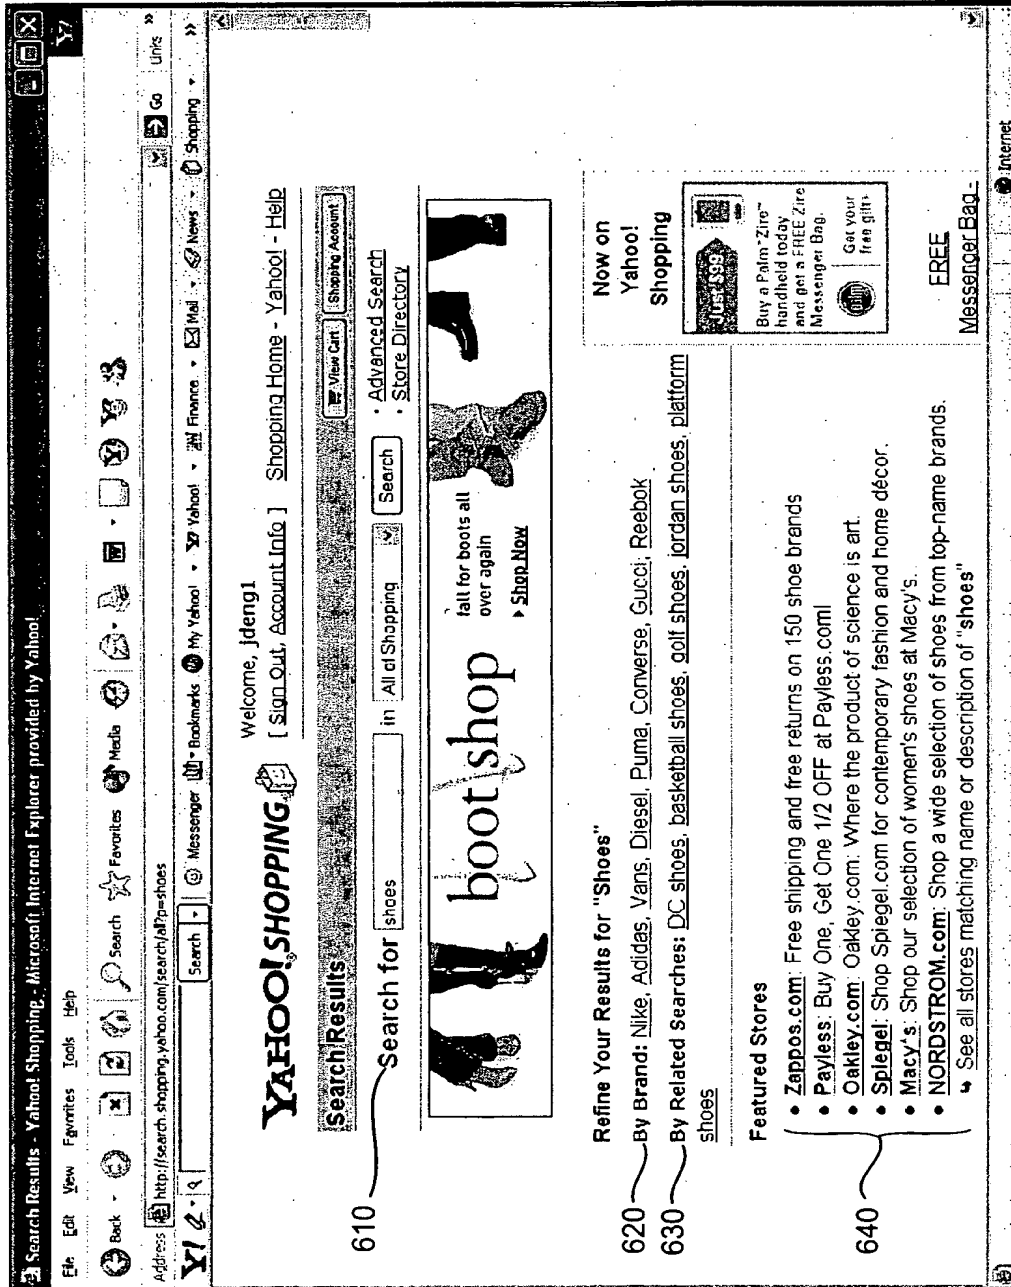 Search Results - Yahoo! Shopping - Microsoft Internet Explorer provided by Yahoo!
File Edit View Favorites Tools Help
Back Search Favorites Media
Address http://search.shopping.yahoo.com/search/all?p=shoes Go Links »
Y! Search Messenger Bookmarks My Yahoo! Yahoo! Finance Mail News Shopping »
YAHOO! SHOPPING
Welcome, jdeng1
[ Sign Out, Account Info ] Shopping Home - Yahoo! - Help
Search Results View Cart Shopping Account
610 Search for shoes in All of Shopping Search
· Advanced Search
· Store Directory
bootshop
fall for boots all
over again
Shop Now
Refine Your Results for "Shoes"
620 By Brand: Nike, Adidas, Vans, Diesel, Puma, Converse, Gucci, Reebok
630 By Related Searches: DC shoes, basketball shoes, golf shoes, jordan shoes, platform
shoes
Featured Stores
640
• Zappos.com: Free shipping and free returns on 150 shoe brands
• Payless: Buy One, Get One 1/2 OFF at Payless.com!
• Oakley.com: Oakley.com: Where the product of science is art.
• Spiegel: Shop Spiegel.com for contemporary fashion and home décor.
• Macy's: Shop our selection of women's shoes at Macy's.
• NORDSTROM.com: Shop a wide selection of shoes from top-name brands.
See all stores matching name or description of "shoes"
Now on
Yahoo!
Shopping
Just $99
Buy a Palm™ Zire™
handheld today
and get a FREE Zire
Messenger Bag.
Get your
free gift
FREE
Messenger Bag -
Internet